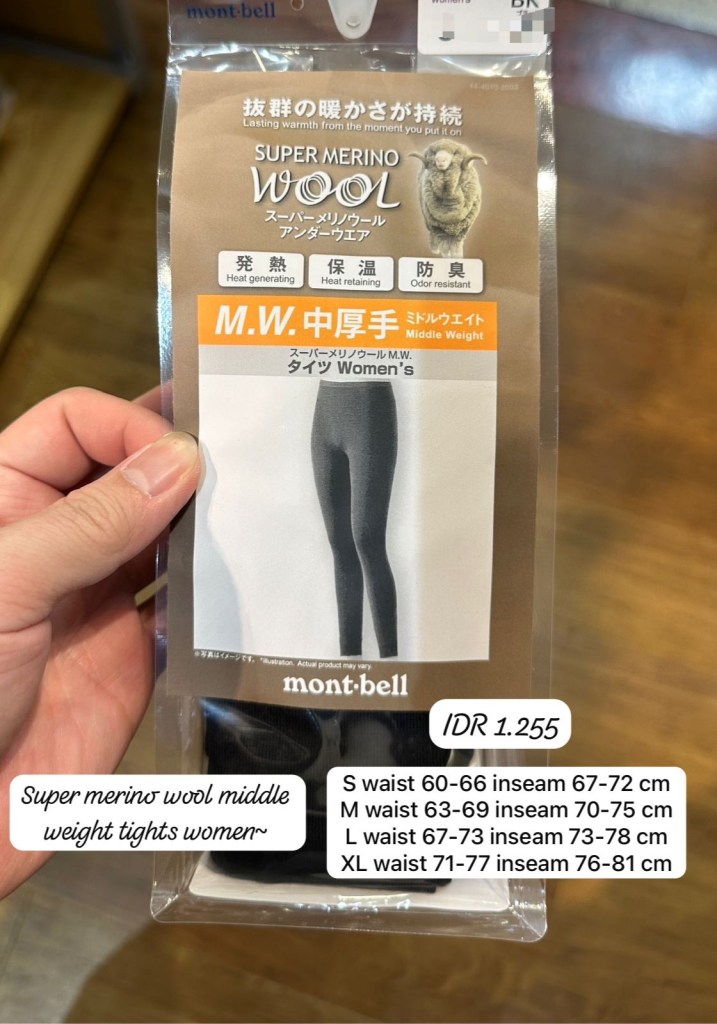 mont-bell
Women's
BK
抜群の暖かさが持続
Lasting warmth from the moment you put it on
SUPER MERINO
WOOL
スーパーメリノウール
アンダーウエア
発熱 保温 防臭
Heat generating Heat retaining Odor resistant
M.W.中厚手 ミドルウエイト
Middle Weight
スーパーメリノウール M.W.
タイツ Women's
※写真はイメージです。 *Illustration. Actual product may vary.
mont-bell
IDR 1.255
Super merino wool middle
weight tights women~
S waist 60-66 inseam 67-72 cm
M waist 63-69 inseam 70-75 cm
L waist 67-73 inseam 73-78 cm
XL waist 71-77 inseam 76-81 cm